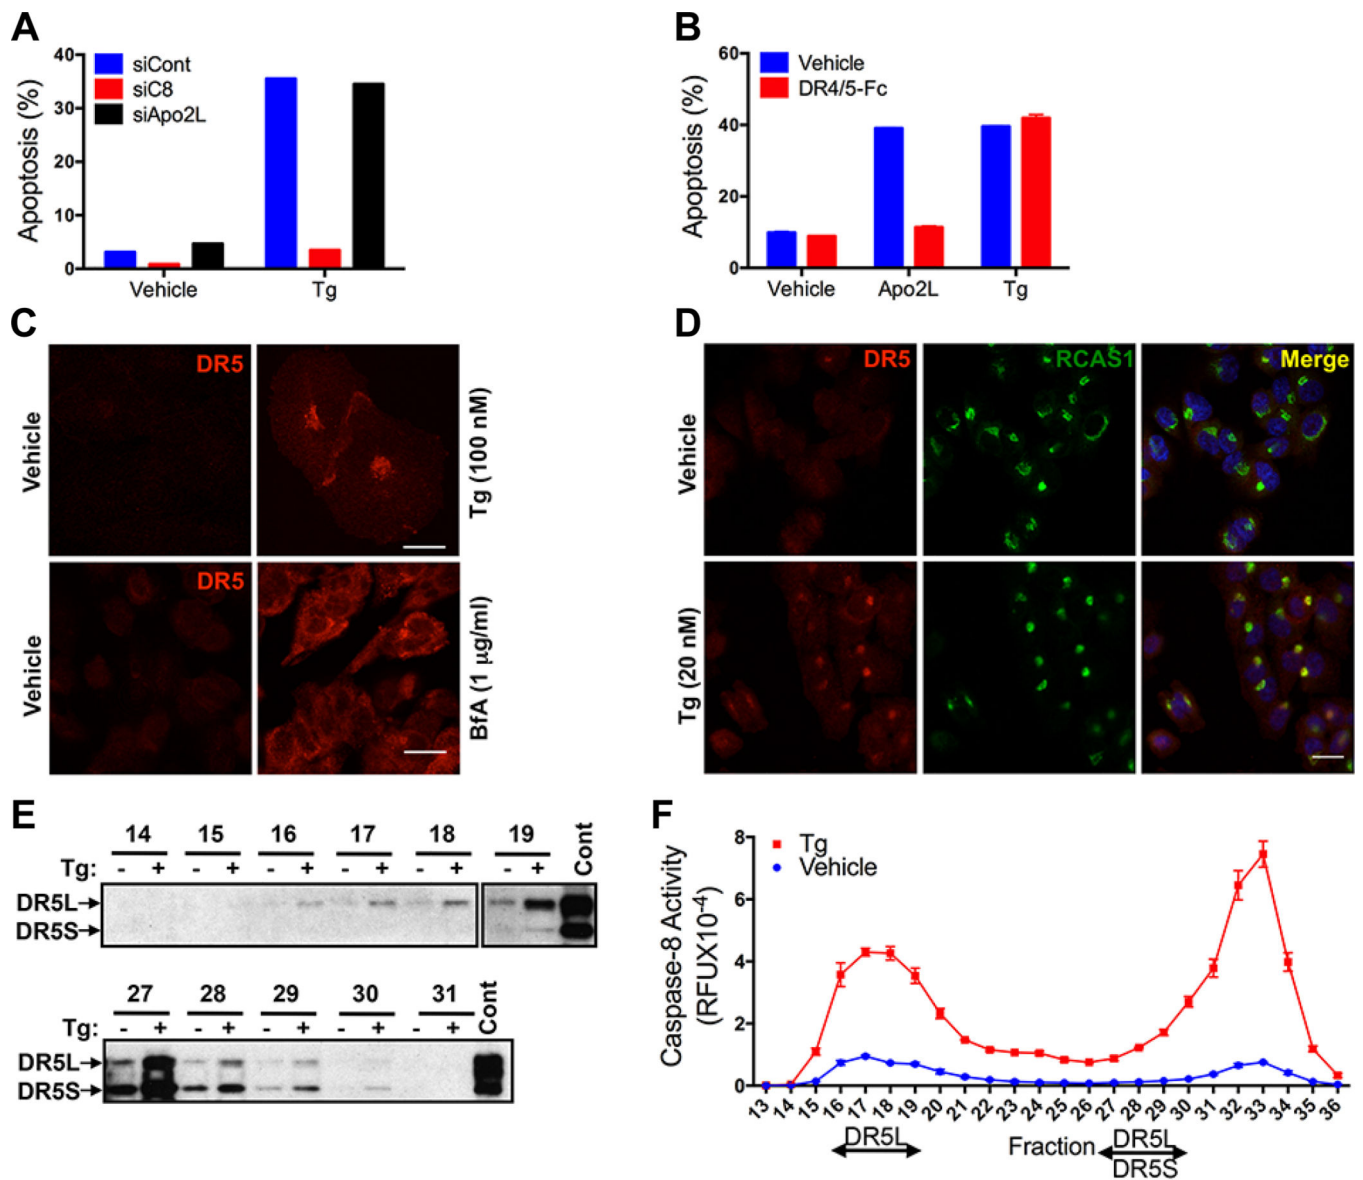 A
Apoptosis (%)
40
30
20
10
0
siCont
siC8
siApo2L
Vehicle
Tg
B
Apoptosis (%)
60
40
20
0
Vehicle
DR4/5-Fc
Vehicle
Apo2L
Tg
C
Vehicle
DR5
Tg (100 nM)
Vehicle
DR5
BfA (1 µg/ml)
D
Vehicle
DR5
RCAS1
Merge
Tg (20 nM)
E
14 15 16 17 18 19 Cont
Tg: - + - + - + - + - + - +
DR5L
DR5S
27 28 29 30 31 Cont
Tg: - + - + - + - + - +
DR5L
DR5S
F
Caspase-8 Activity
(RFUX10-4)
8
6
4
2
0
Tg
Vehicle
13 14 15 16 17 18 19 20 21 22 23 24 25 26 27 28 29 30 31 32 33 34 35 36
DR5L
Fraction
DR5L
DR5S